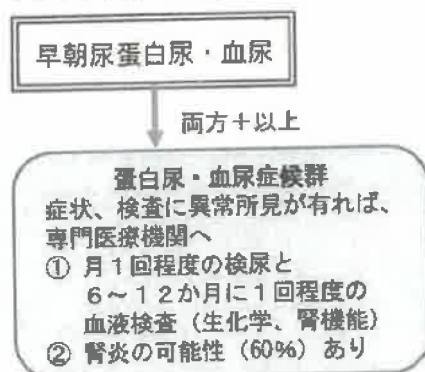 早朝尿蛋白尿・血尿
両方+以上
蛋白尿・血尿症候群
症状、検査に異常所見が有れば、
専門医療機関へ
① 月1回程度の検尿と
6～12か月に1回程度の
血液検査（生化学、腎機能）
② 腎炎の可能性（60%）あり